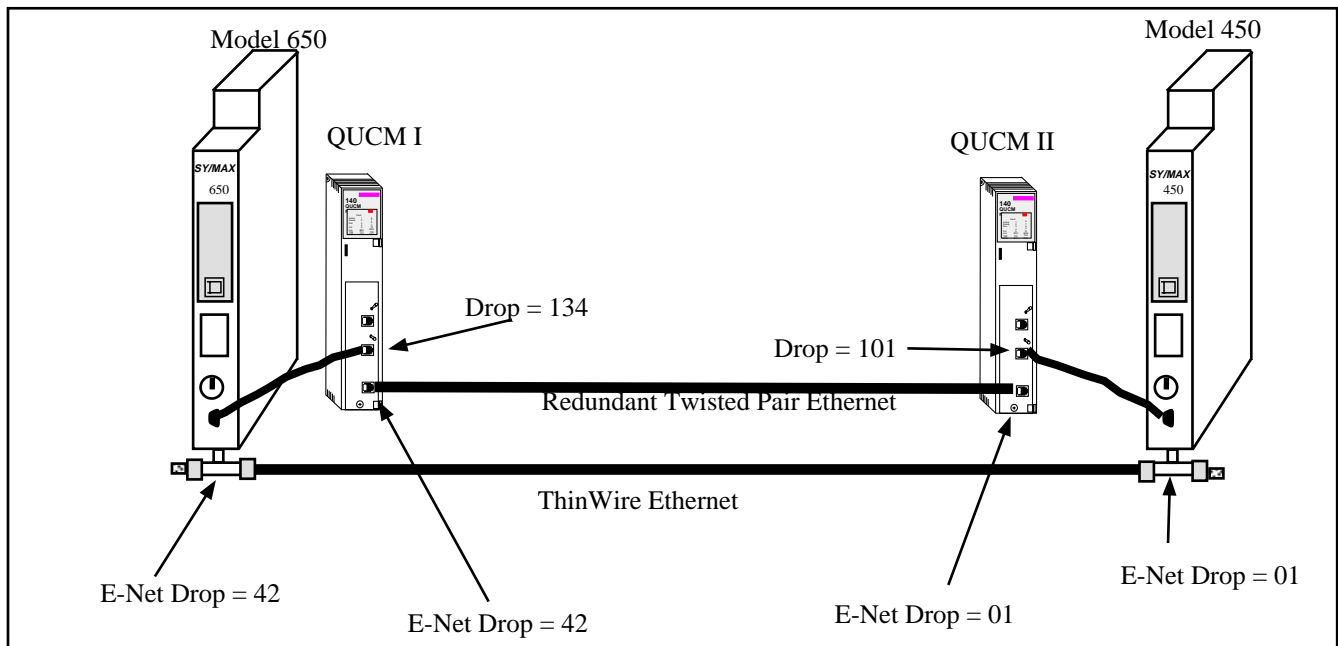 Model 650
Model 450
QUCM I
QUCM II
SY/MAX
650
140
QUCM
140
QUCM
SY/MAX
450
Drop = 134
Drop = 101
Redundant Twisted Pair Ethernet
ThinWire Ethernet
E-Net Drop = 42
E-Net Drop = 42
E-Net Drop = 01
E-Net Drop = 01